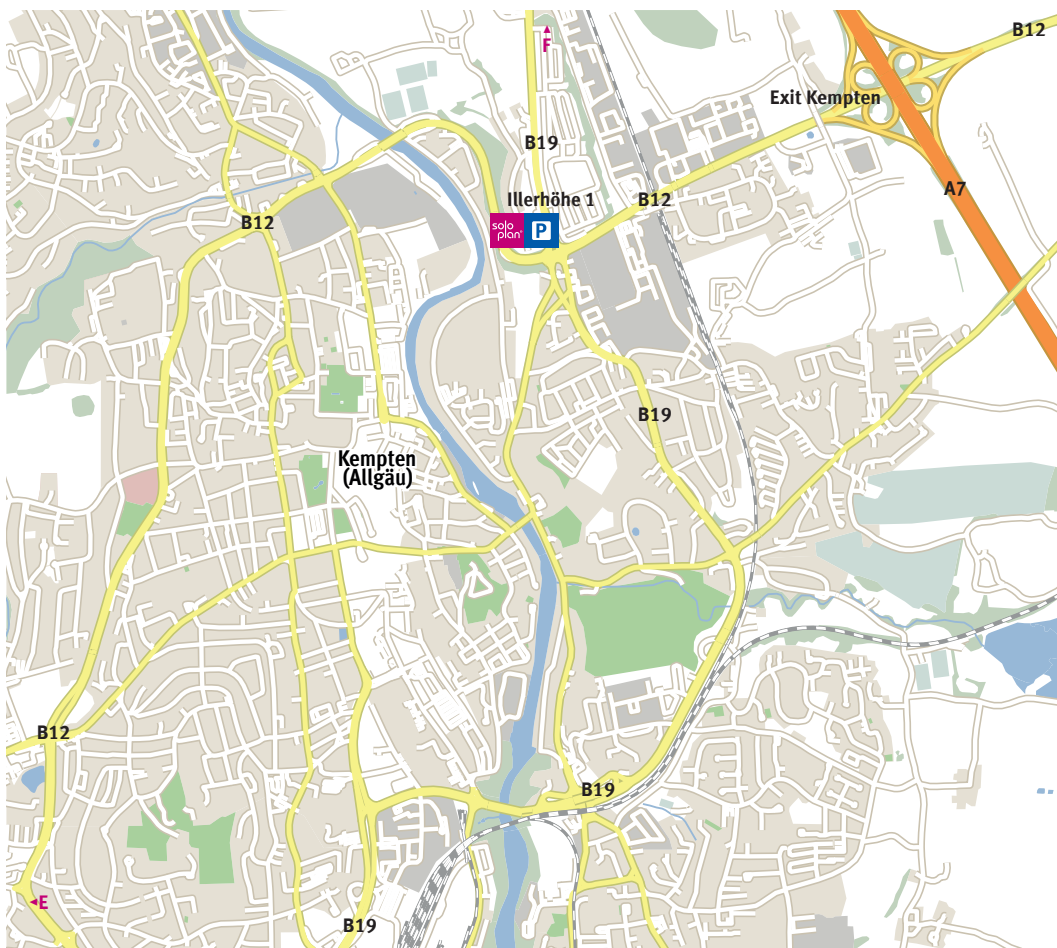 B12
F
Exit Kempten
B19
A7
Illerhöhe 1
B12
B12
solo
plan®
P
B19
Kempten
(Allgäu)
B12
B19
E
B19